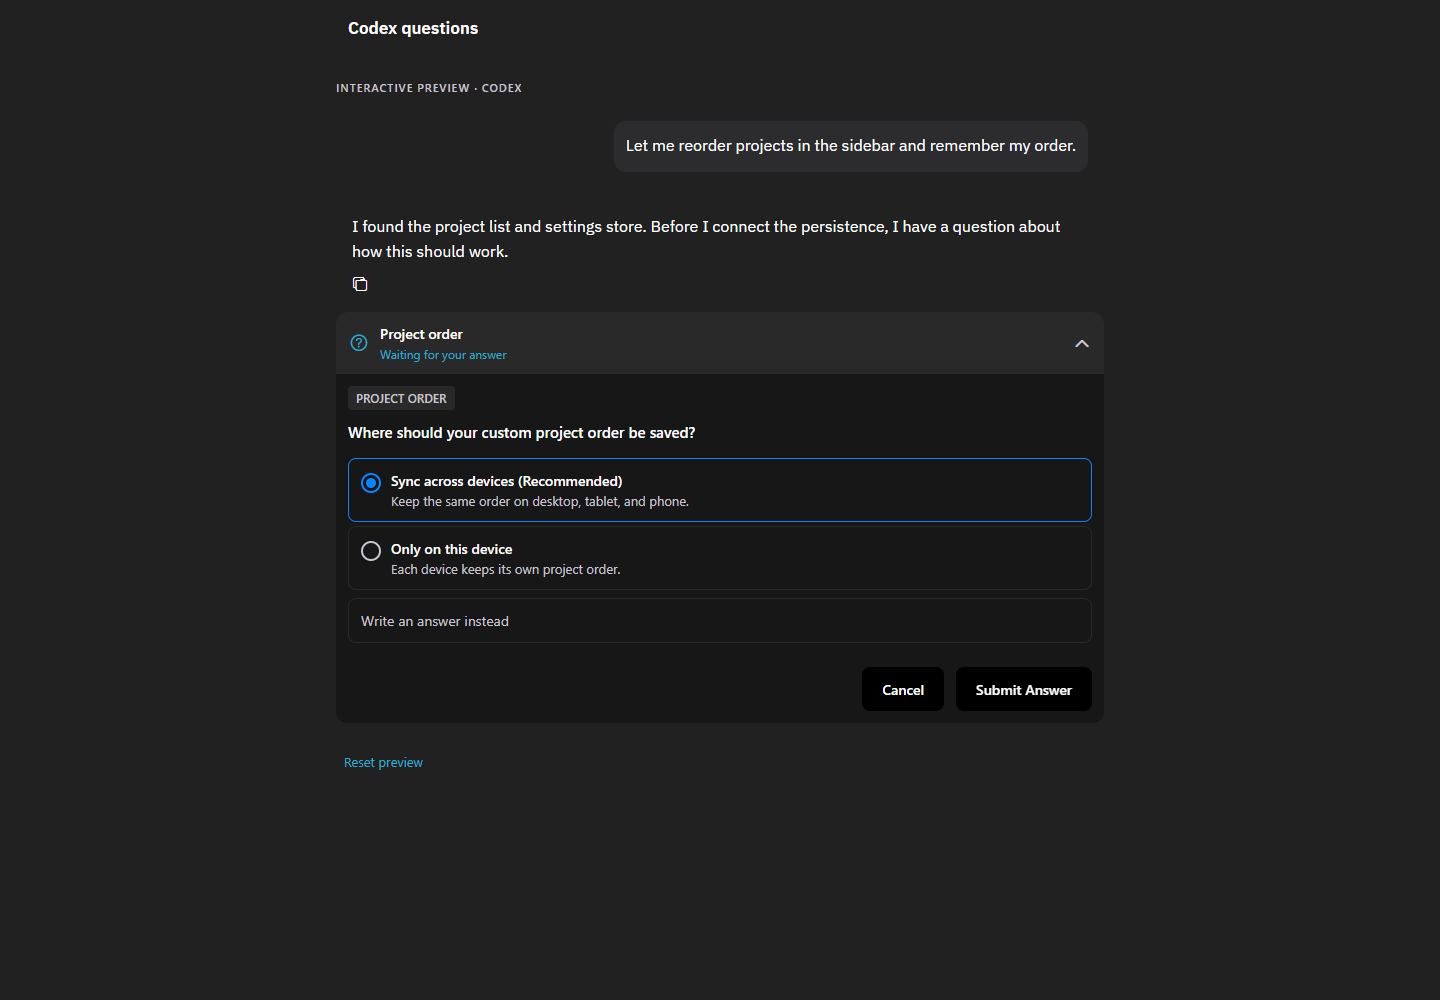 Codex questions
INTERACTIVE PREVIEW · CODEX
Let me reorder projects in the sidebar and remember my order.
I found the project list and settings store. Before I connect the persistence, I have a question about
how this should work.
Project order
Waiting for your answer
PROJECT ORDER
Where should your custom project order be saved?
Sync across devices (Recommended)
Keep the same order on desktop, tablet, and phone.
Only on this device
Each device keeps its own project order.
Write an answer instead
Cancel
Submit Answer
Reset preview